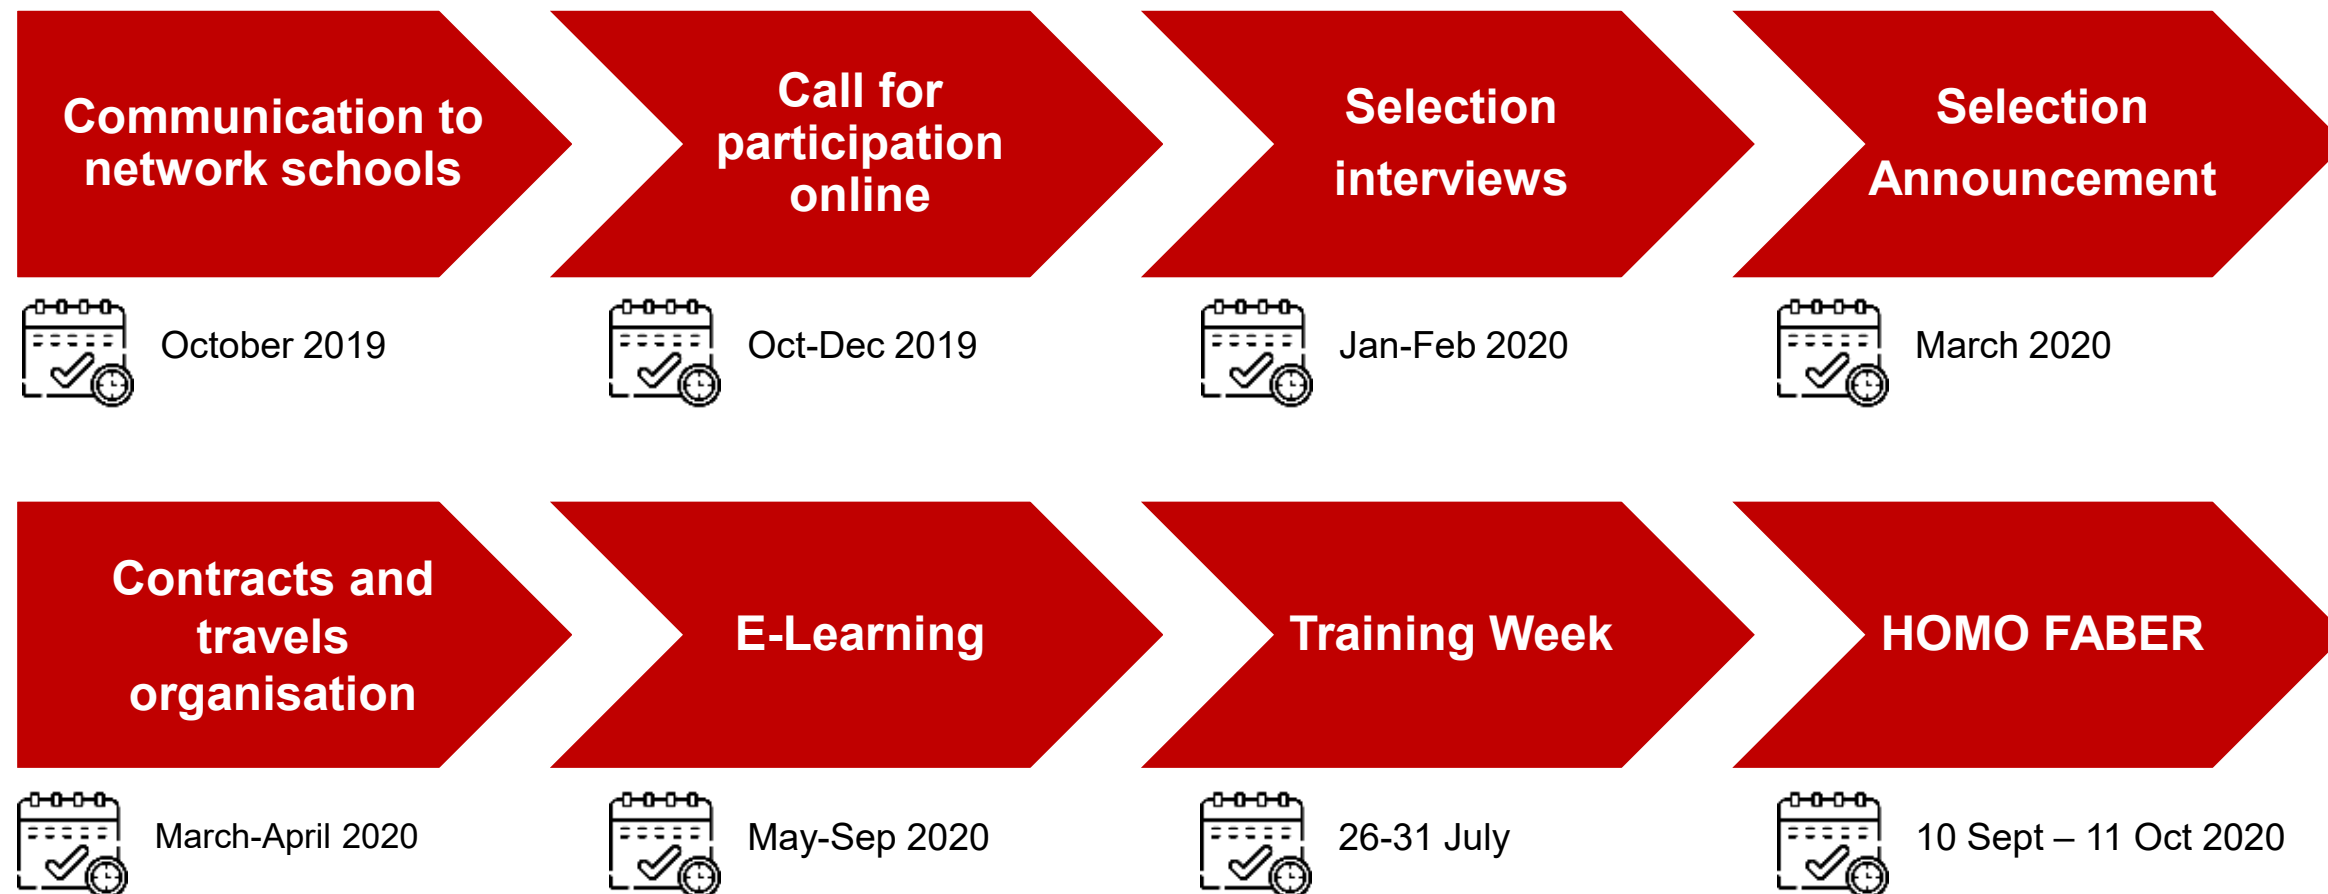 Communication to
network schools
Call for
participation
online
Selection
interviews
Selection
Announcement
October 2019
Oct-Dec 2019
Jan-Feb 2020
March 2020
Contracts and
travels
organisation
E-Learning
Training Week
HOMO FABER
March-April 2020
May-Sep 2020
26-31 July
10 Sept – 11 Oct 2020